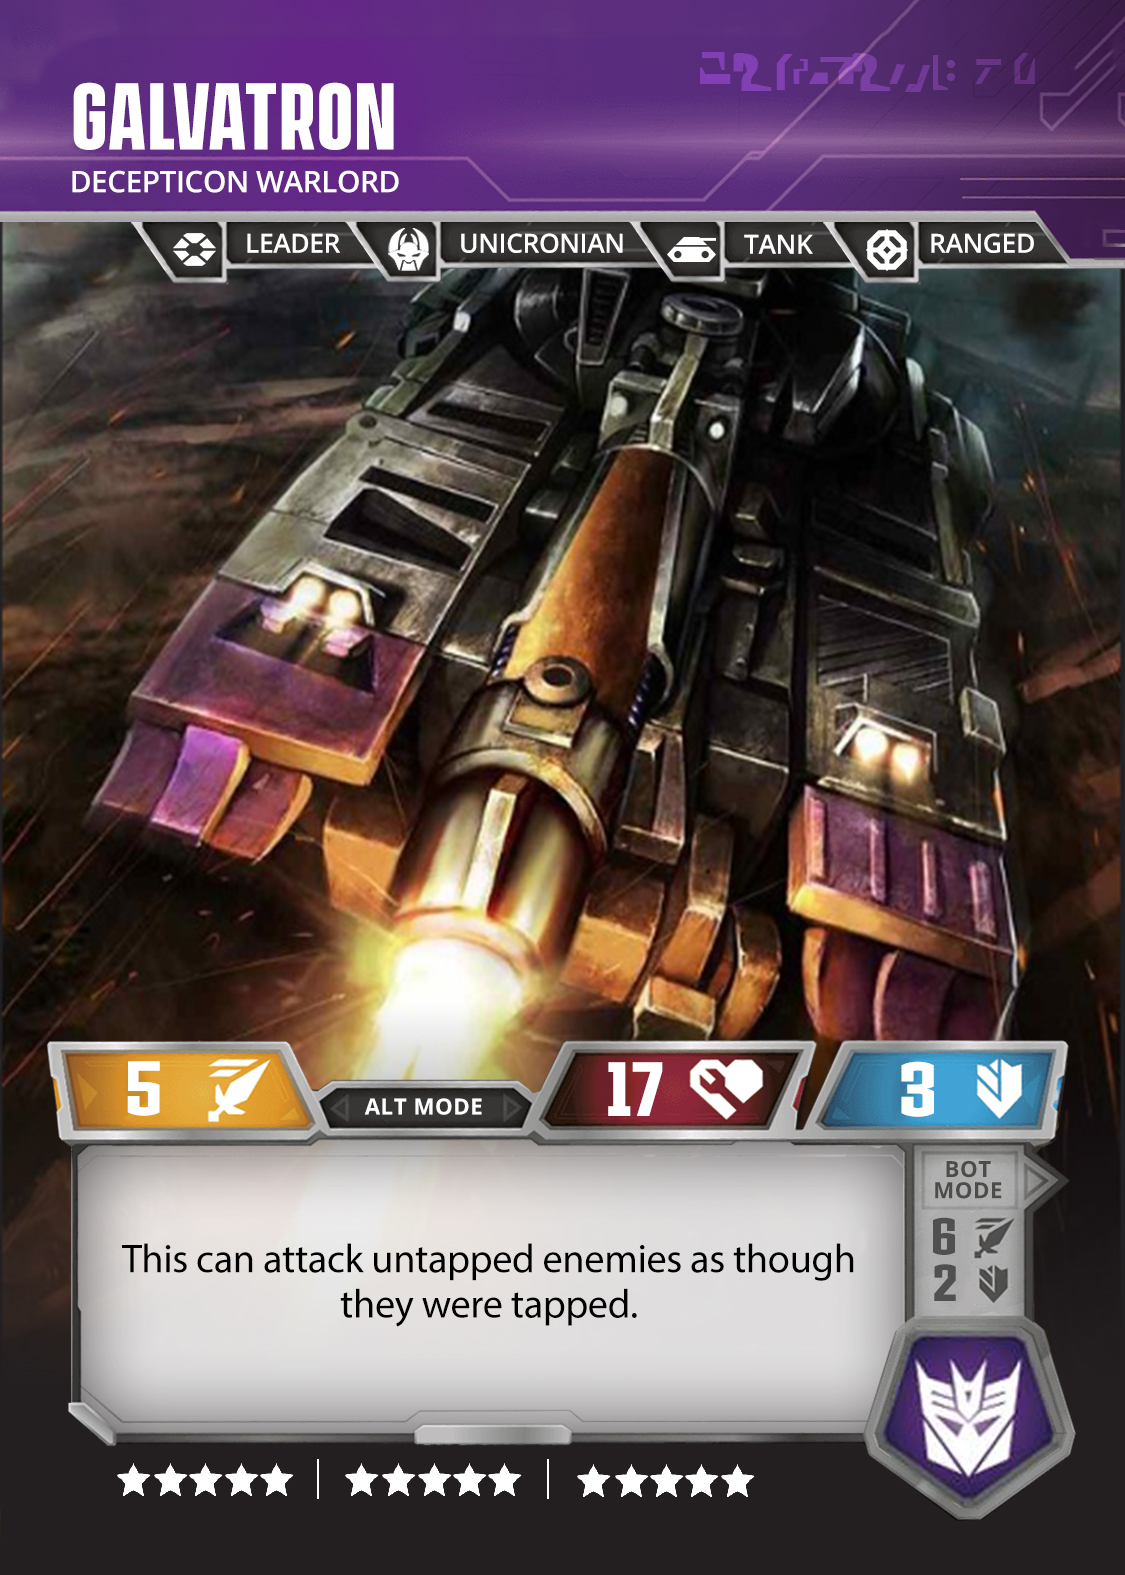 GALVATRON
DECEPTICON WARLORD
LEADER UNICRONIAN TANK RANGED
5 ALT MODE 17 3
BOT
MODE
6
2
This can attack untapped enemies as though
they were tapped.